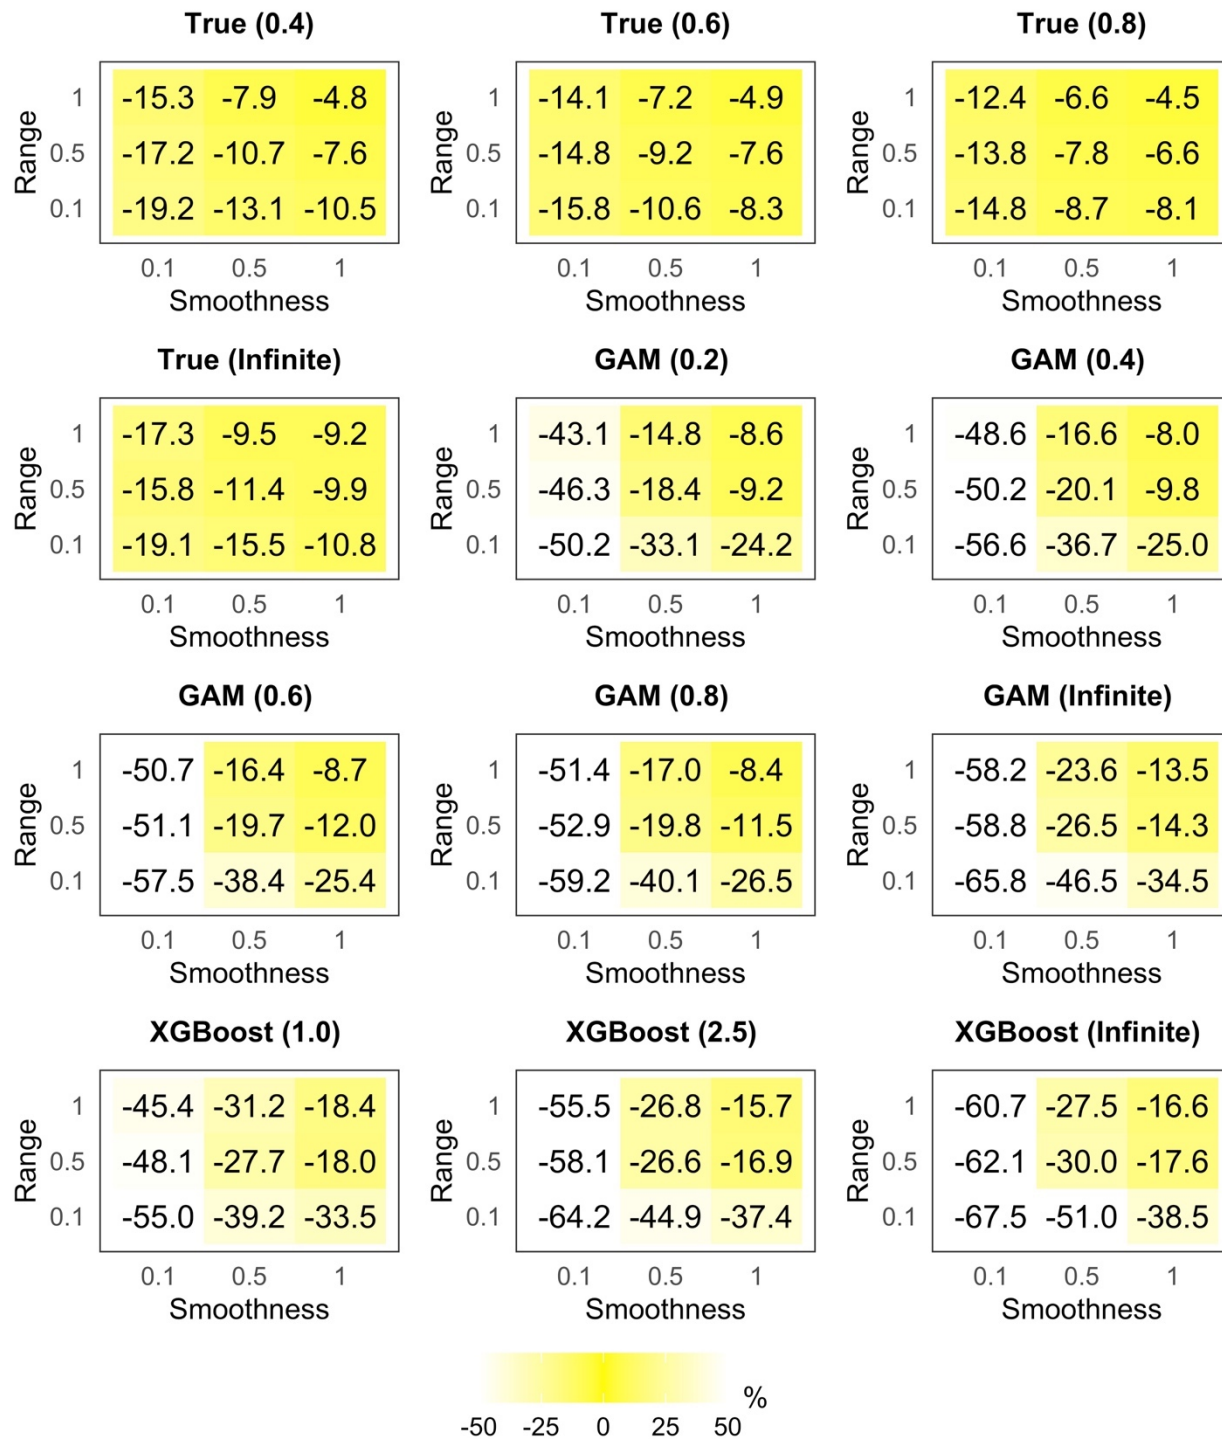 True (0.4) True (0.6) True (0.8)
1 -15.3 -7.9 -4.8 1 -14.1 -7.2 -4.9 1 -12.4 -6.6 -4.5
Range 0.5 -17.2 -10.7 -7.6 Range 0.5 -14.8 -9.2 -7.6 Range 0.5 -13.8 -7.8 -6.6
0.1 -19.2 -13.1 -10.5 0.1 -15.8 -10.6 -8.3 0.1 -14.8 -8.7 -8.1
0.1 0.5 1 0.1 0.5 1 0.1 0.5 1
Smoothness Smoothness Smoothness
True (Infinite) GAM (0.2) GAM (0.4)
1 -17.3 -9.5 -9.2 1 -43.1 -14.8 -8.6 1 -48.6 -16.6 -8.0
Range 0.5 -15.8 -11.4 -9.9 Range 0.5 -46.3 -18.4 -9.2 Range 0.5 -50.2 -20.1 -9.8
0.1 -19.1 -15.5 -10.8 0.1 -50.2 -33.1 -24.2 0.1 -56.6 -36.7 -25.0
0.1 0.5 1 0.1 0.5 1 0.1 0.5 1
Smoothness Smoothness Smoothness
GAM (0.6) GAM (0.8) GAM (Infinite)
1 -50.7 -16.4 -8.7 1 -51.4 -17.0 -8.4 1 -58.2 -23.6 -13.5
Range 0.5 -51.1 -19.7 -12.0 Range 0.5 -52.9 -19.8 -11.5 Range 0.5 -58.8 -26.5 -14.3
0.1 -57.5 -38.4 -25.4 0.1 -59.2 -40.1 -26.5 0.1 -65.8 -46.5 -34.5
0.1 0.5 1 0.1 0.5 1 0.1 0.5 1
Smoothness Smoothness Smoothness
XGBoost (1.0) XGBoost (2.5) XGBoost (Infinite)
1 -45.4 -31.2 -18.4 1 -55.5 -26.8 -15.7 1 -60.7 -27.5 -16.6
Range 0.5 -48.1 -27.7 -18.0 Range 0.5 -58.1 -26.6 -16.9 Range 0.5 -62.1 -30.0 -17.6
0.1 -55.0 -39.2 -33.5 0.1 -64.2 -44.9 -37.4 0.1 -67.5 -51.0 -38.5
0.1 0.5 1 0.1 0.5 1 0.1 0.5 1
Smoothness Smoothness Smoothness
%
-50 -25 0 25 50